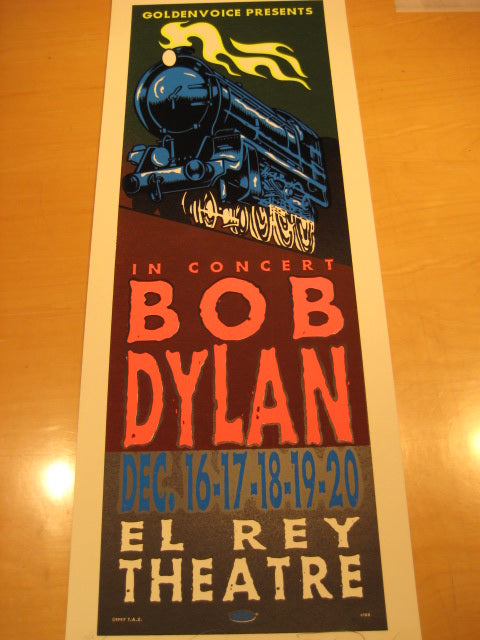 GOLDENVOICE PRESENTS
IN CONCERT
BOB
DYLAN
DEC. 16-17-18-19-20
EL REY
THEATRE